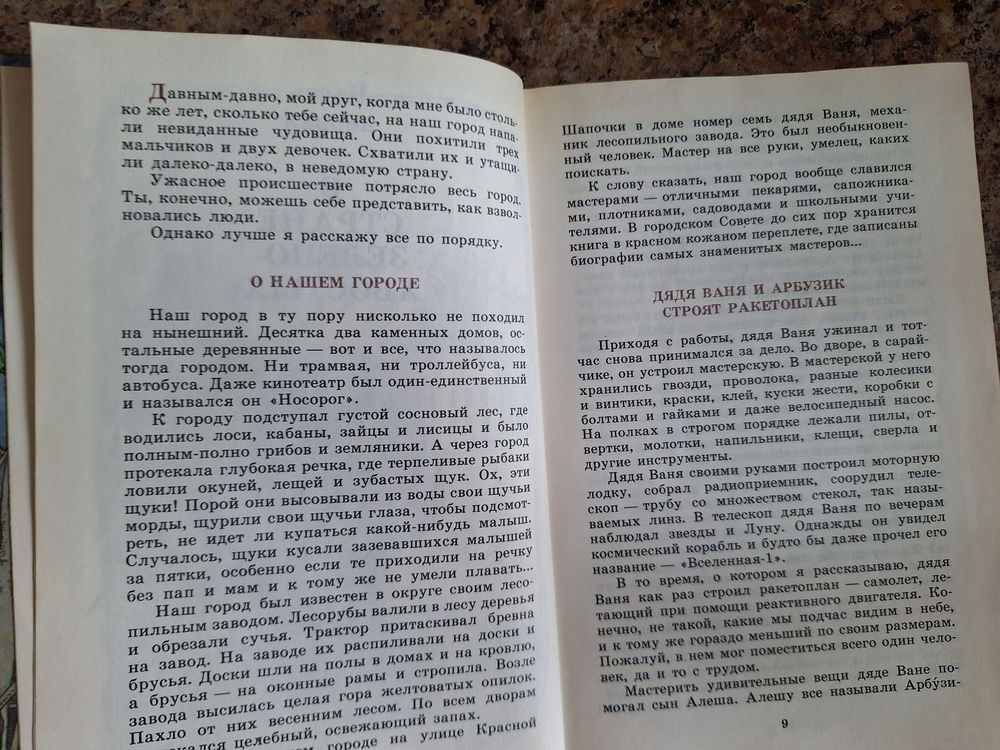 Давным-давно, мой друг, когда мне было столь-
ко же лет, сколько тебе сейчас, на наш город напа-
ли невиданные чудовища. Они похитили трех
мальчиков и двух девочек. Схватили их и утащи-
ли далеко-далеко, в неведомую страну.
Ужасное происшествие потрясло весь город.
Ты, конечно, можешь себе представить, как взвол-
новались люди.
Однако лучше я расскажу все по порядку.
О НАШЕМ ГОРОДЕ
Наш город в ту пору нисколько не походил
на нынешний. Десятка два каменных домов, ос-
тальные деревянные — вот и все, что называлось
тогда городом. Ни трамвая, ни троллейбуса, ни
автобуса. Даже кинотеатр был один-единственный
и назывался он «Носорог».
К городу подступал густой сосновый лес, где
водились лоси, кабаны, зайцы и лисицы и было
полным-полно грибов и земляники. А через город
протекала глубокая речка, где терпеливые рыбаки
ловили окуней, лещей и зубастых щук. Ох, эти
щуки! Порой они высовывали из воды свои щучьи
морды, щурили свои щучьи глаза, чтобы подсмот-
реть, не идет ли купаться какой-нибудь малыш.
Случалось, щуки кусали зазевавшихся малышей
за пятки, особенно если те приходили на речку
без пап и мам и к тому же не умели плавать...
Наш город был известен в округе своим лесо-
пильным заводом. Лесорубы валили в лесу деревья
и обрезали сучья. Трактор притаскивал бревна
на завод. На заводе их распиливали на доски и
брусья. Доски шли на полы в домах и на кровлю,
а брусья — на оконные рамы и стропила. Возле
завода высилась целая гора желтоватых опилок.
Пахло от них весенним лесом. По всем дворам
целебный, освежающий запах.
городе на улице Красной
Шапочки в доме номер семь дядя Ваня, меха-
ник лесопильного завода. Это был необыкновен-
ный человек. Мастер на все руки, умелец, каких
поискать.
К слову сказать, наш город вообще славился
мастерами — отличными пекарями, сапожника-
ми, плотниками, садоводами и школьными учи-
телями. В городском Совете до сих пор хранится
книга в красном кожаном переплете, где записаны
биографии самых знаменитых мастеров...
ДЯДЯ ВАНЯ И АРБУЗИК
СТРОЯТ РАКЕТОПЛАН
Приходя с работы, дядя Ваня ужинал и тот-
час снова принимался за дело. Во дворе, в сарай-
чике, он устроил мастерскую. В мастерской у него
хранились гвозди, проволока, разные колесики
и винтики, краски, клей, куски жести, коробки с
болтами и гайками и даже велосипедный насос.
На полках в строгом порядке лежали пилы, от-
вертки, молотки, напильники, клещи, сверла и
другие инструменты.
Дядя Ваня своими руками построил моторную
лодку, собрал радиоприемник, соорудил теле-
скоп — трубу со множеством стекол, так назы-
ваемых линз. В телескоп дядя Ваня по вечерам
наблюдал звезды и Луну. Однажды он увидел
космический корабль и будто бы даже прочел его
название — «Вселенная-1».
В то время, о котором я рассказываю, дядя
Ваня как раз строил ракетоплан — самолет, ле-
тающий при помощи реактивного двигателя. Ко-
нечно, не такой, какие мы подчас видим в небе,
и к тому же гораздо меньший по своим размерам.
Пожалуй, в нем мог поместиться всего один чело-
век, да и то с трудом.
Мастерить удивительные вещи дяде Ване по-
могал сын Алеша. Алешу все называли Арбу́зи-
9